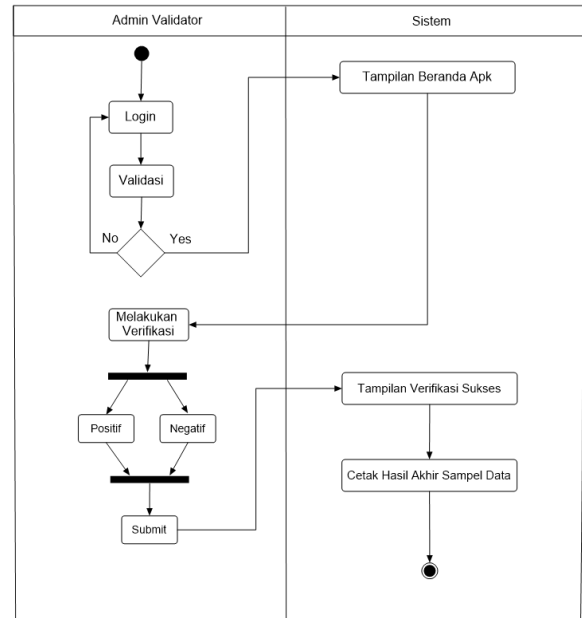 Admin Validator
Sistem
Tampilan Beranda Apk
Login
Validasi
No
Yes
Melakukan
Verifikasi
Tampilan Verifikasi Sukses
Positif
Negatif
Cetak Hasil Akhir Sampel Data
Submit